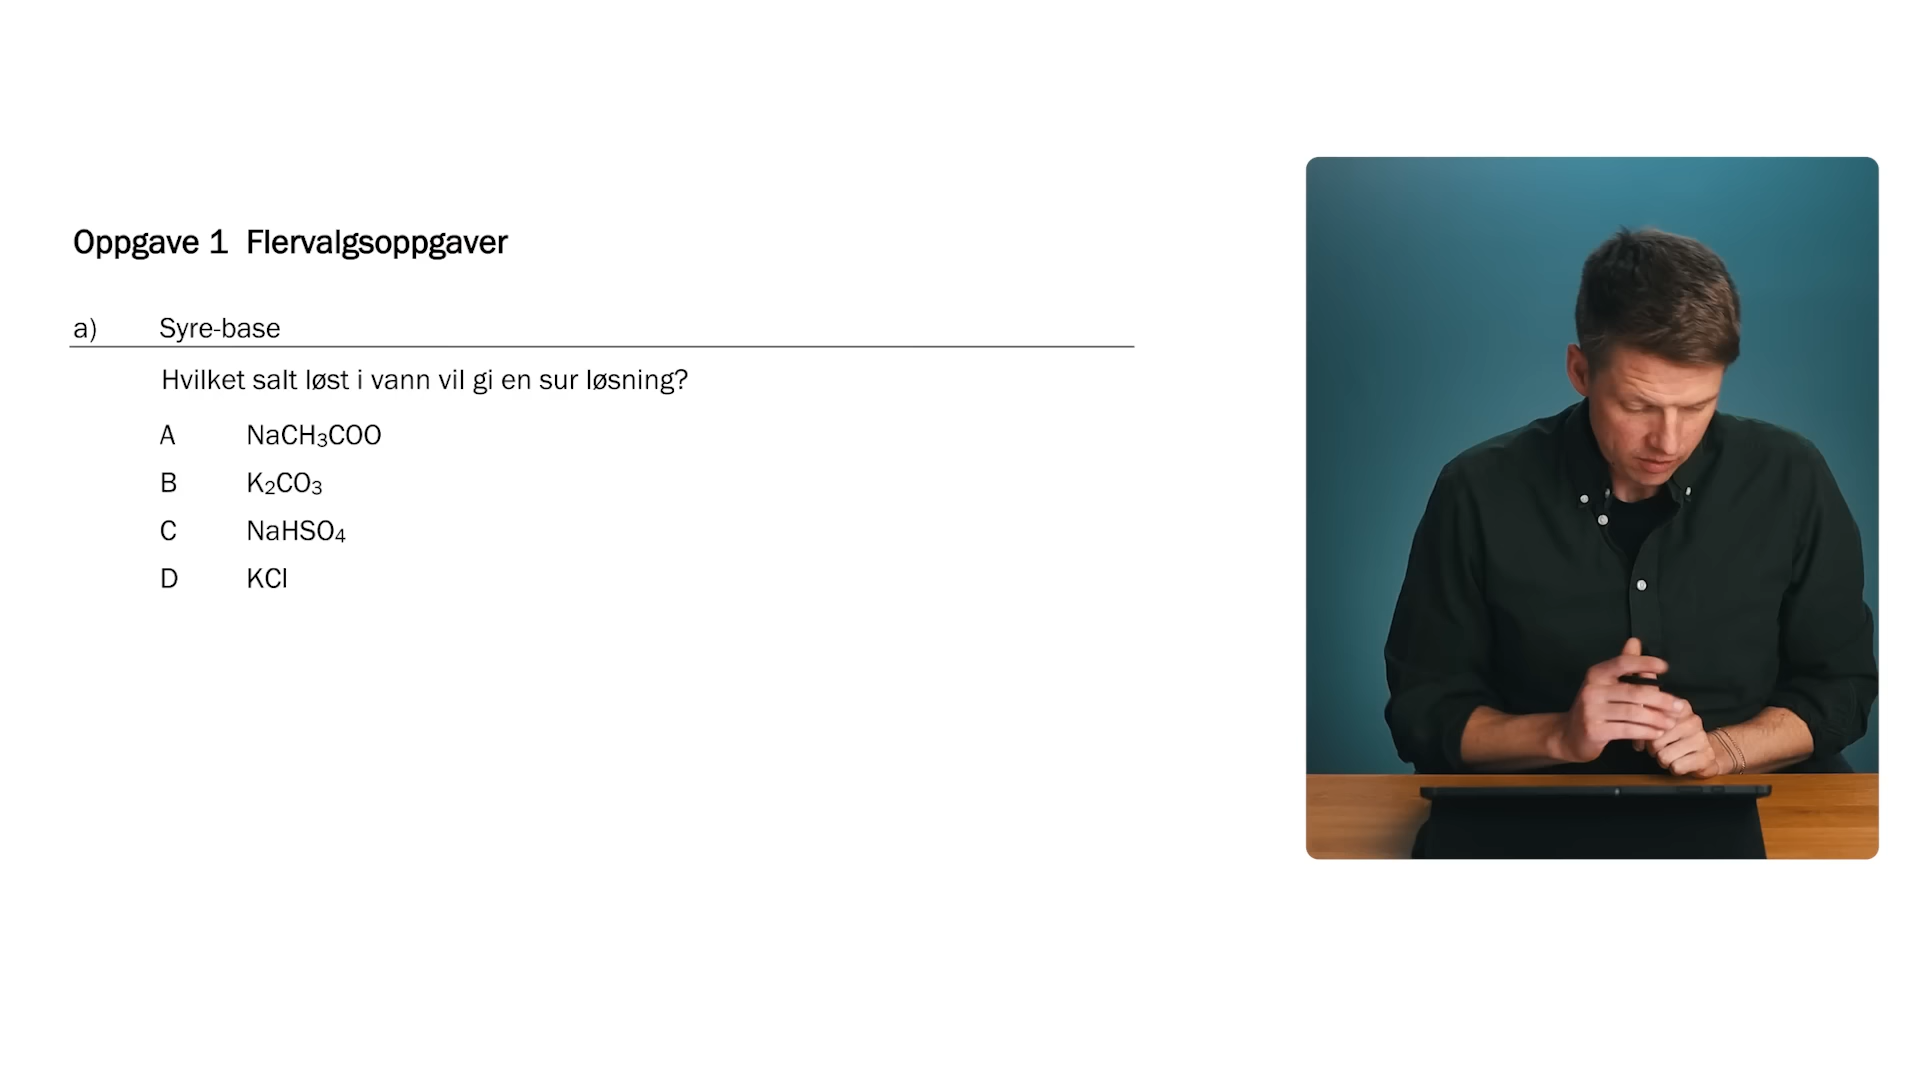 Oppgave 1 Flervalgsoppgaver
a) Syre-base
Hvilket salt løst i vann vil gi en sur løsning?
A NaCH₃COO
B K₂CO₃
C NaHSO₄
D KCl